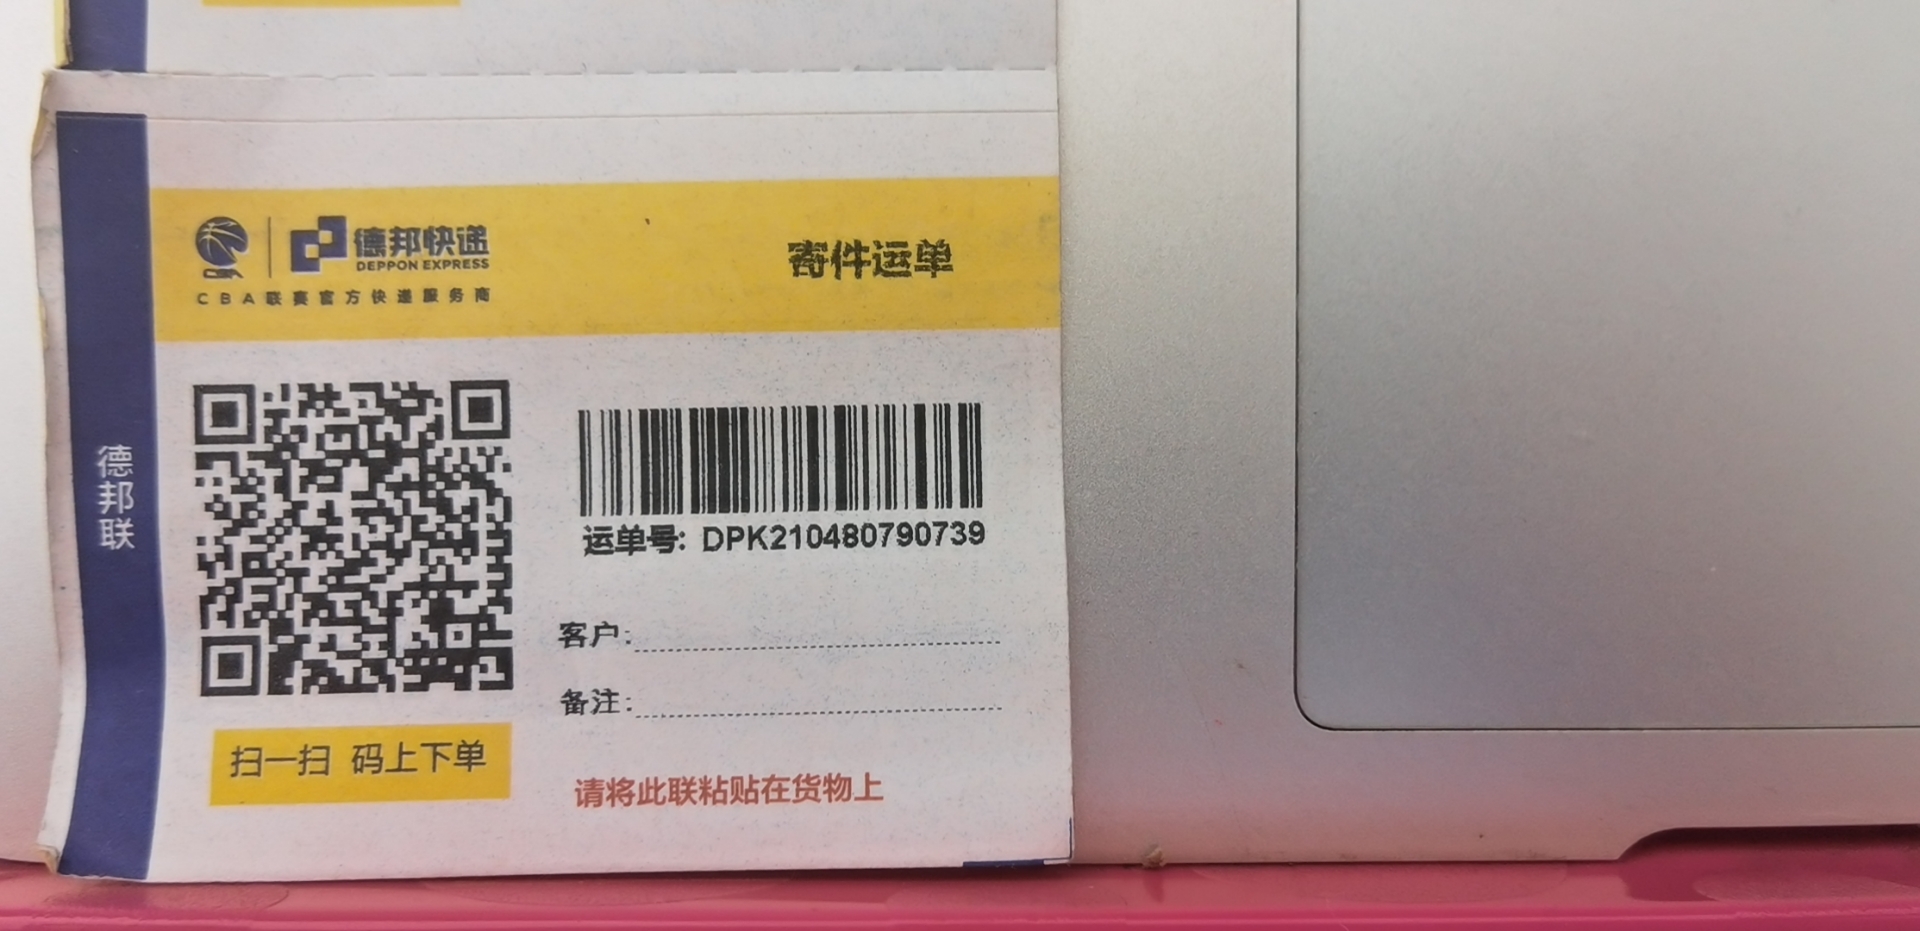 德邦快递
DEPPON EXPRESS
CBA联赛官方快递服务商
寄件运单
德邦联
运单号: DPK210480790739
客户:
备注:
扫一扫 码上下单
请将此联粘贴在货物上